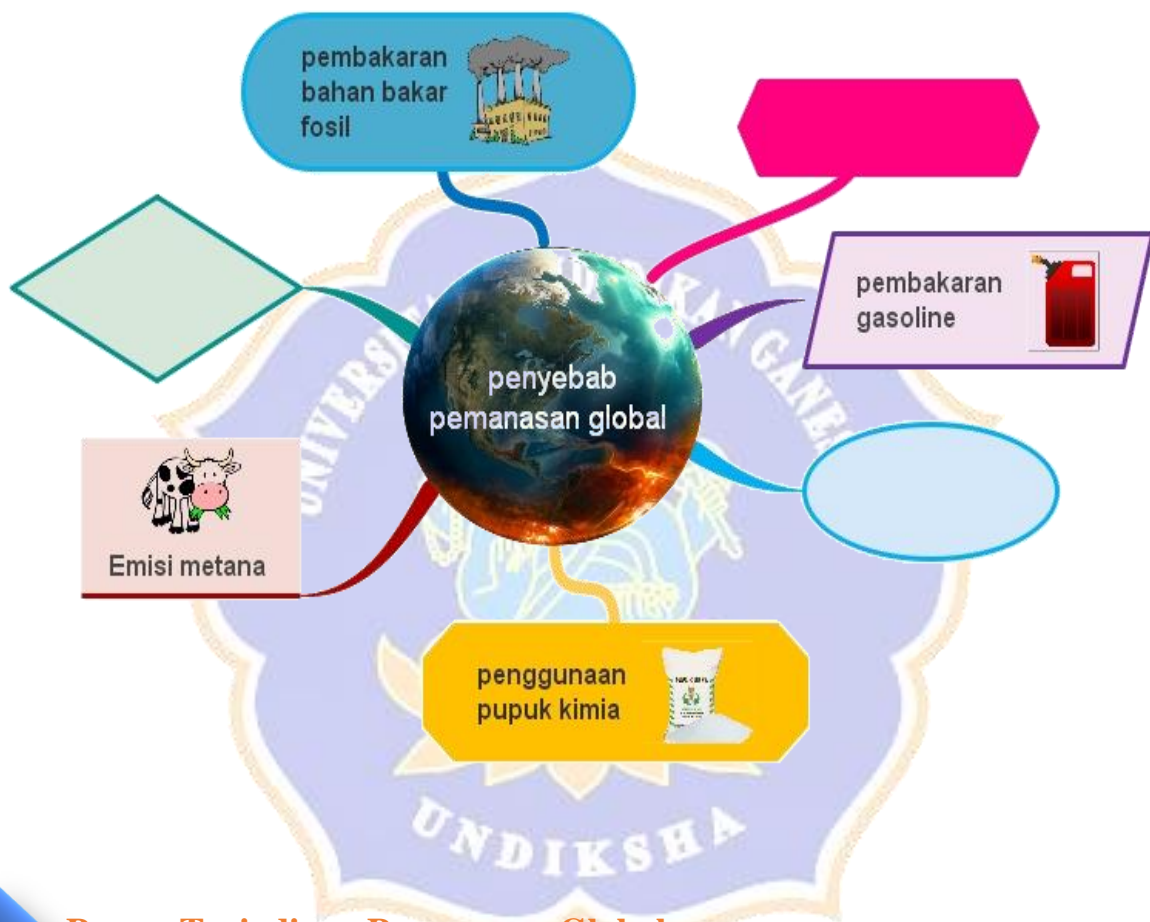 pembakaran
bahan bakar
fosil
pembakaran
gasoline
penyebab
pemanasan global
Emisi metana
penggunaan
pupuk kimia
UNDIKSHA